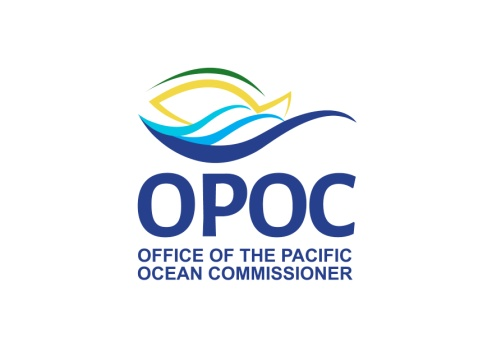 OPOC
OFFICE OF THE PACIFIC
OCEAN COMMISSIONER